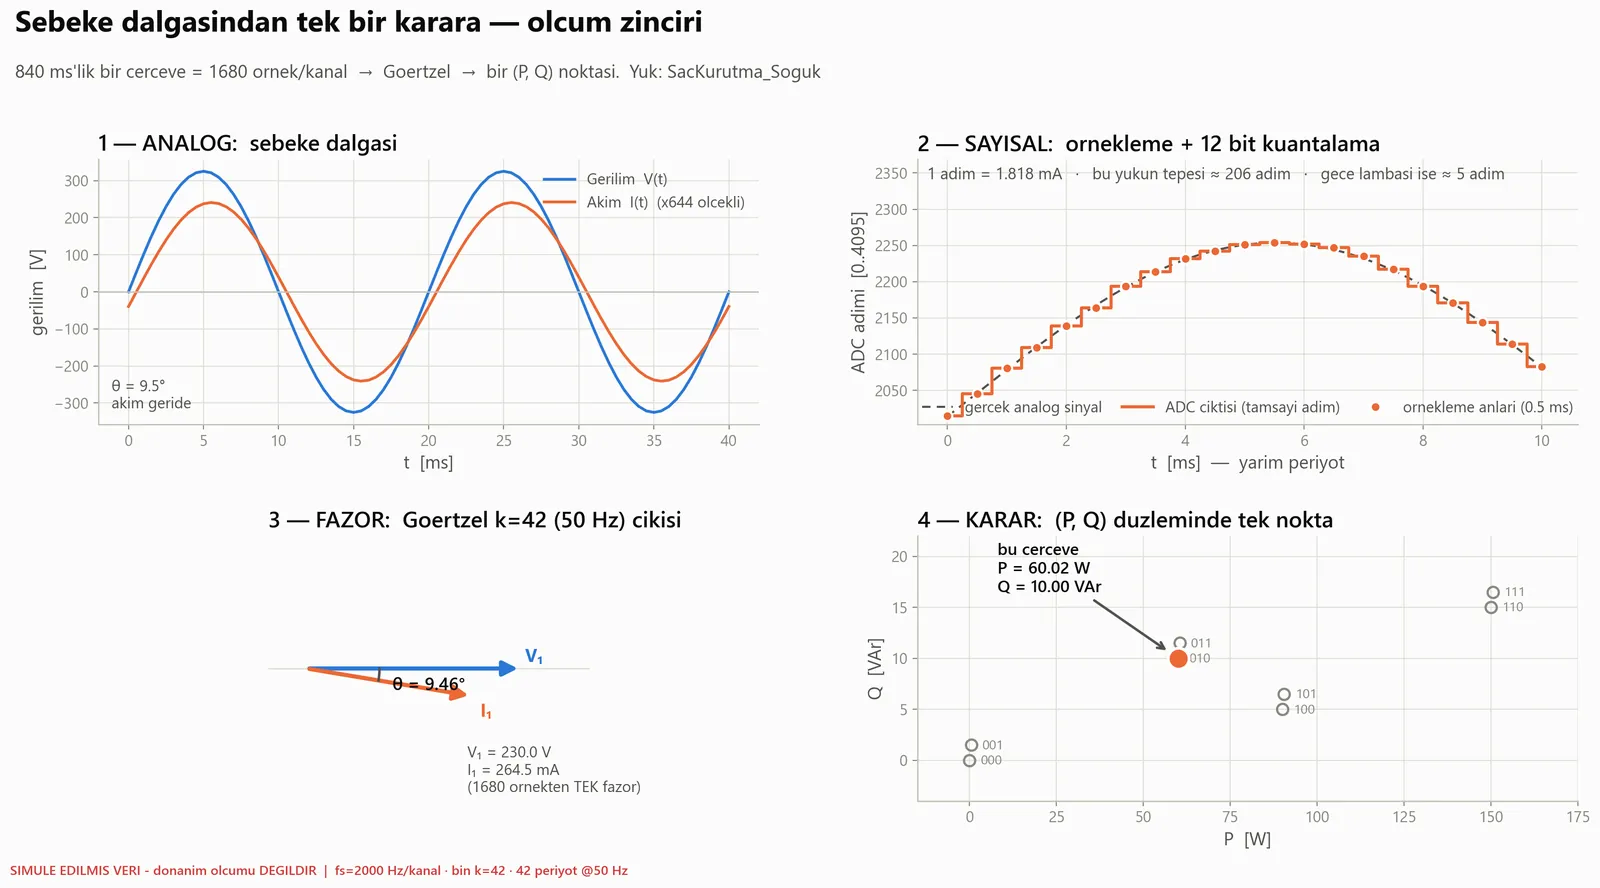 Sebeke dalgasindan tek bir karara — olcum zinciri
840 ms'lik bir cerceve = 1680 ornek/kanal → Goertzel → bir (P, Q) noktasi. Yuk: SacKurutma_Soguk
1 — ANALOG: sebeke dalgasi
gerilim [V]
300
200
100
0
−100
−200
−300
Gerilim V(t)
Akim I(t) (x644 olcekli)
θ = 9.5°
akim geride
0 5 10 15 20 25 30 35 40
t [ms]
2 — SAYISAL: ornekleme + 12 bit kuantalama
1 adim = 1.818 mA · bu yukun tepesi ≈ 206 adim · gece lambasi ise ≈ 5 adim
ADC adimi [0..4095]
2350
2300
2250
2200
2150
2100
2050
gercek analog sinyal ADC ciktisi (tamsayi adim) ornekleme anlari (0.5 ms)
0 2 4 6 8 10
t [ms] — yarim periyot
3 — FAZOR: Goertzel k=42 (50 Hz) cikisi
V₁
θ = 9.46°
I₁
V₁ = 230.0 V
I₁ = 264.5 mA
(1680 ornekten TEK fazor)
4 — KARAR: (P, Q) duzleminde tek nokta
bu cerceve
P = 60.02 W
Q = 10.00 VAr
Q [VAr]
20
15
10
5
0
111
110
011
010
101
100
001
000
0 25 50 75 100 125 150 175
P [W]
SIMULE EDILMIS VERI - donanim olcumu DEGILDIR | fs=2000 Hz/kanal · bin k=42 · 42 periyot @50 Hz